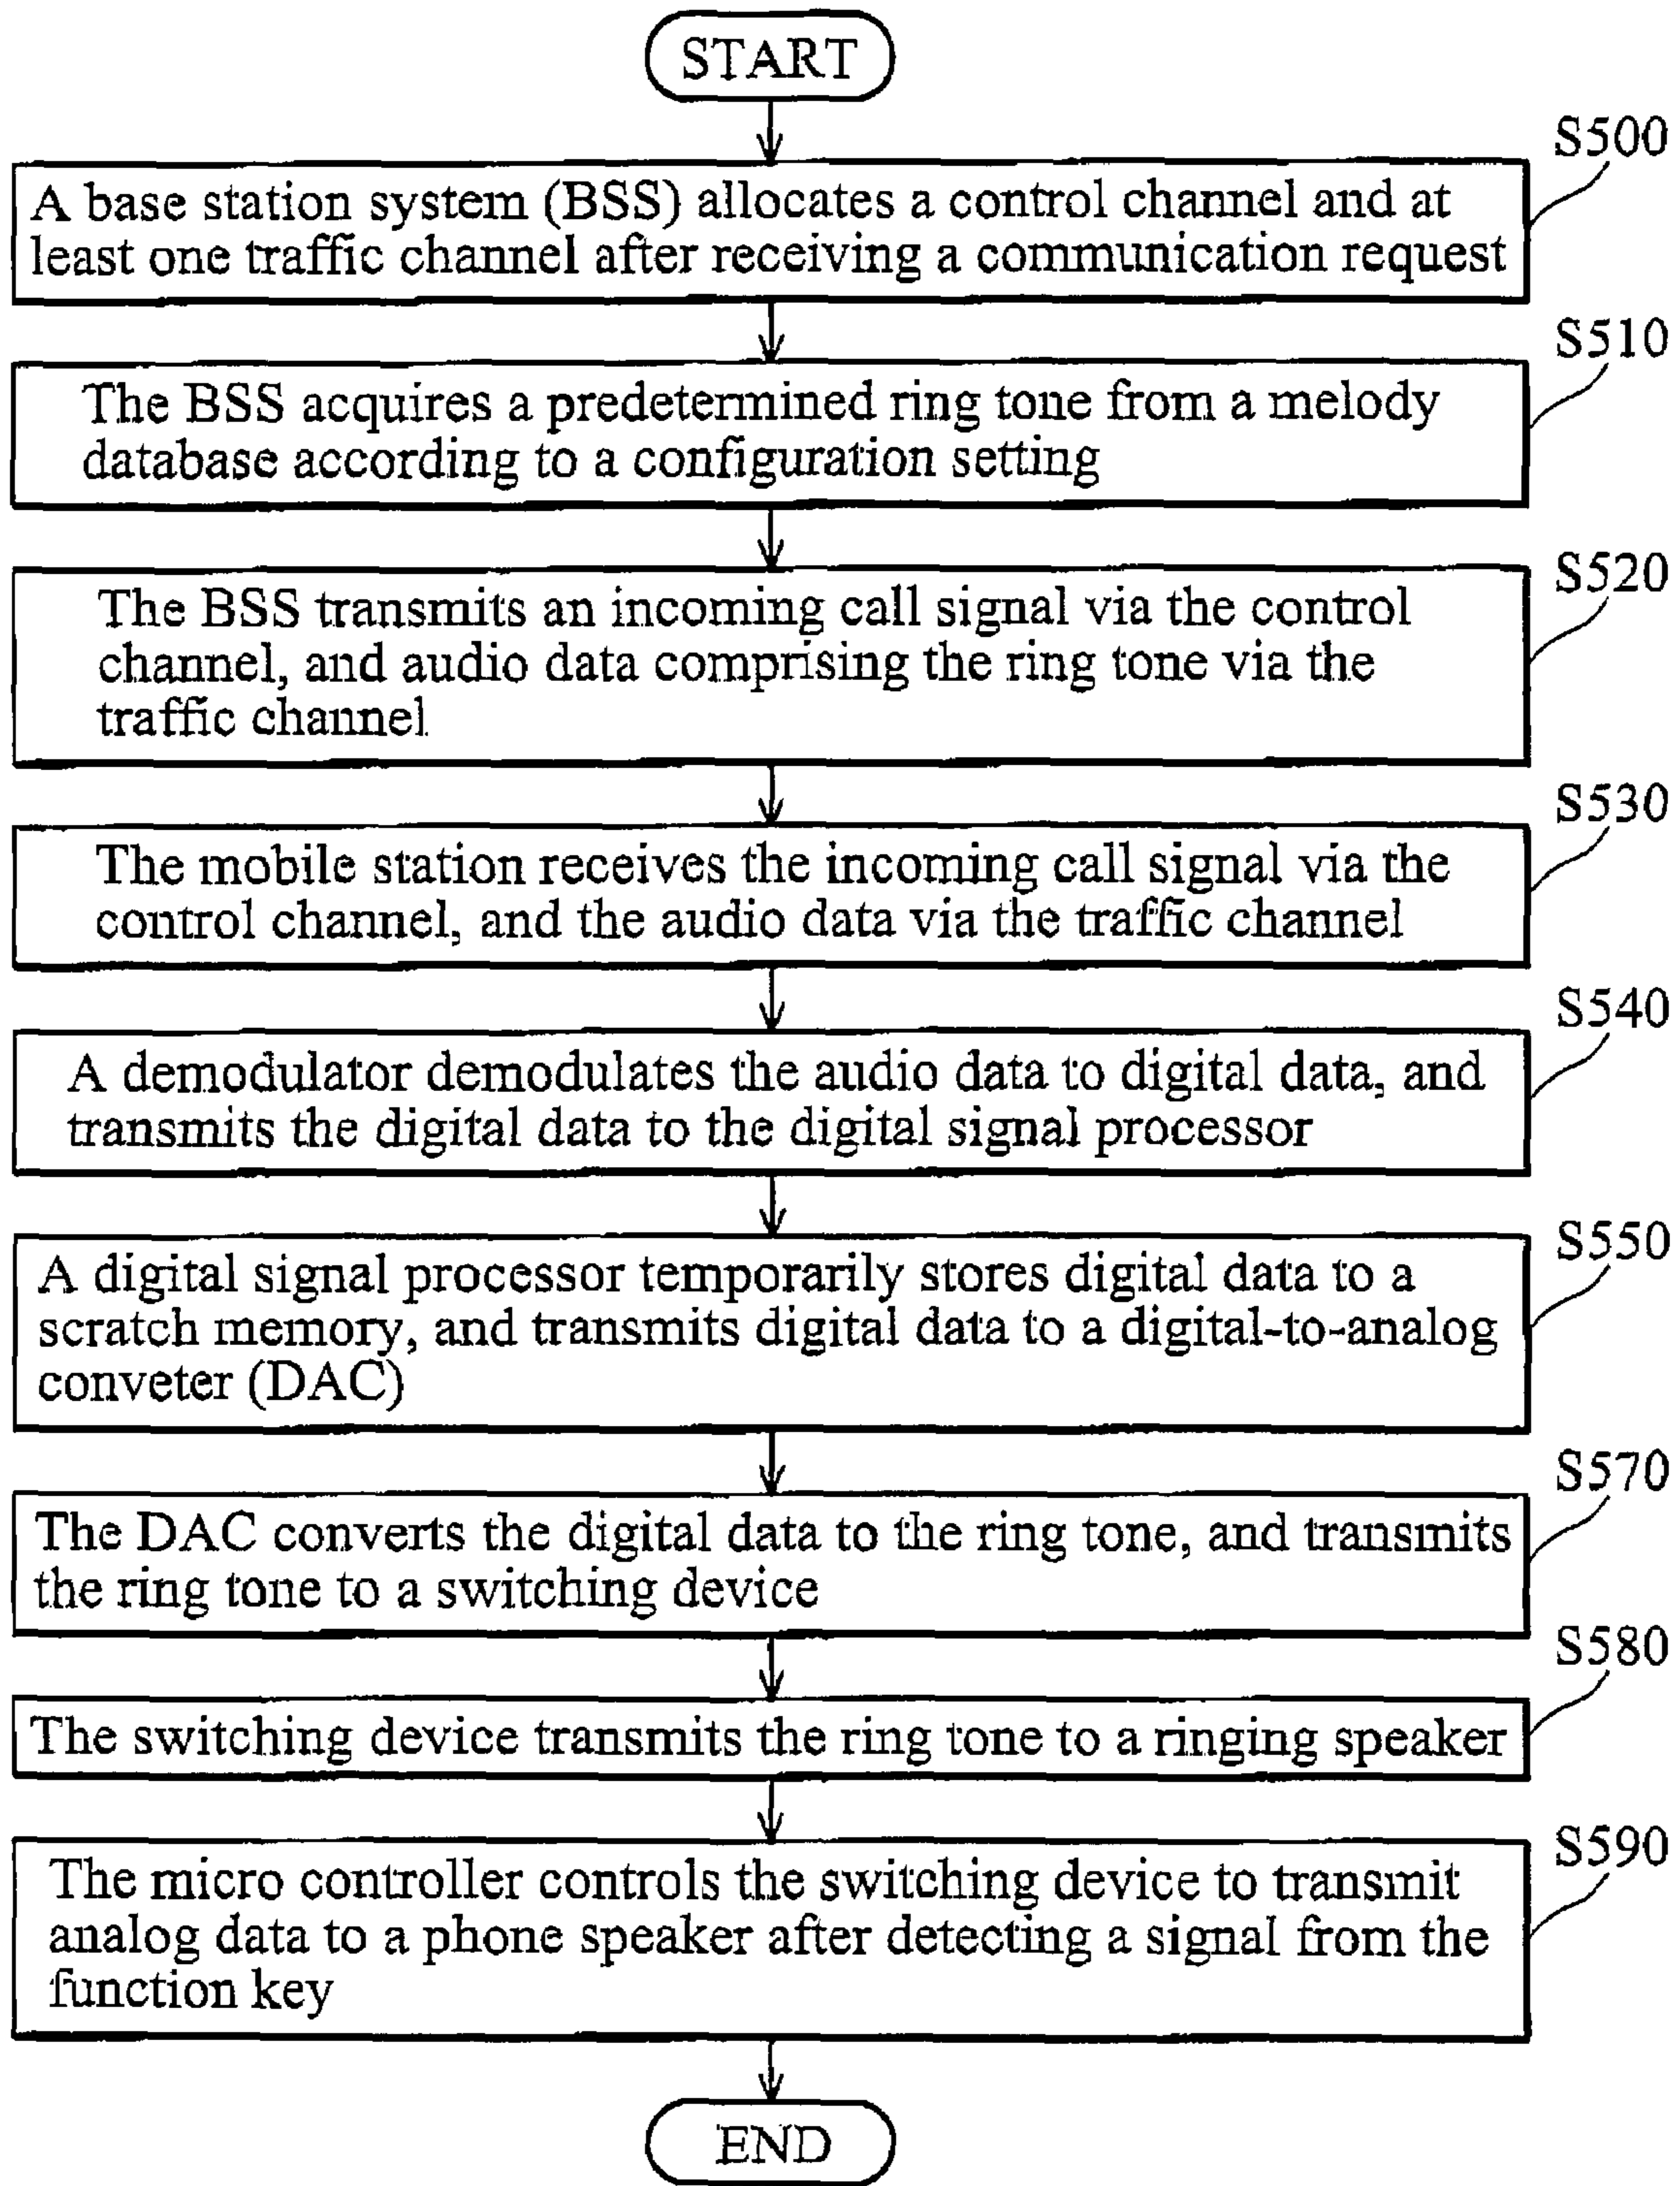 START
S500
A base station system (BSS) allocates a control channel and at
least one traffic channel after receiving a communication request
S510
The BSS acquires a predetermined ring tone from a melody
database according to a configuration setting
S520
The BSS transmits an incoming call signal via the control
channel, and audio data comprising the ring tone via the
traffic channel
S530
The mobile station receives the incoming call signal via the
control channel, and the audio data via the traffic channel
S540
A demodulator demodulates the audio data to digital data, and
transmits the digital data to the digital signal processor
S550
A digital signal processor temporarily stores digital data to a
scratch memory, and transmits digital data to a digital-to-analog
conveter (DAC)
S570
The DAC converts the digital data to the ring tone, and transmits
the ring tone to a switching device
S580
The switching device transmits the ring tone to a ringing speaker
S590
The micro controller controls the switching device to transmit
analog data to a phone speaker after detecting a signal from the
function key
END